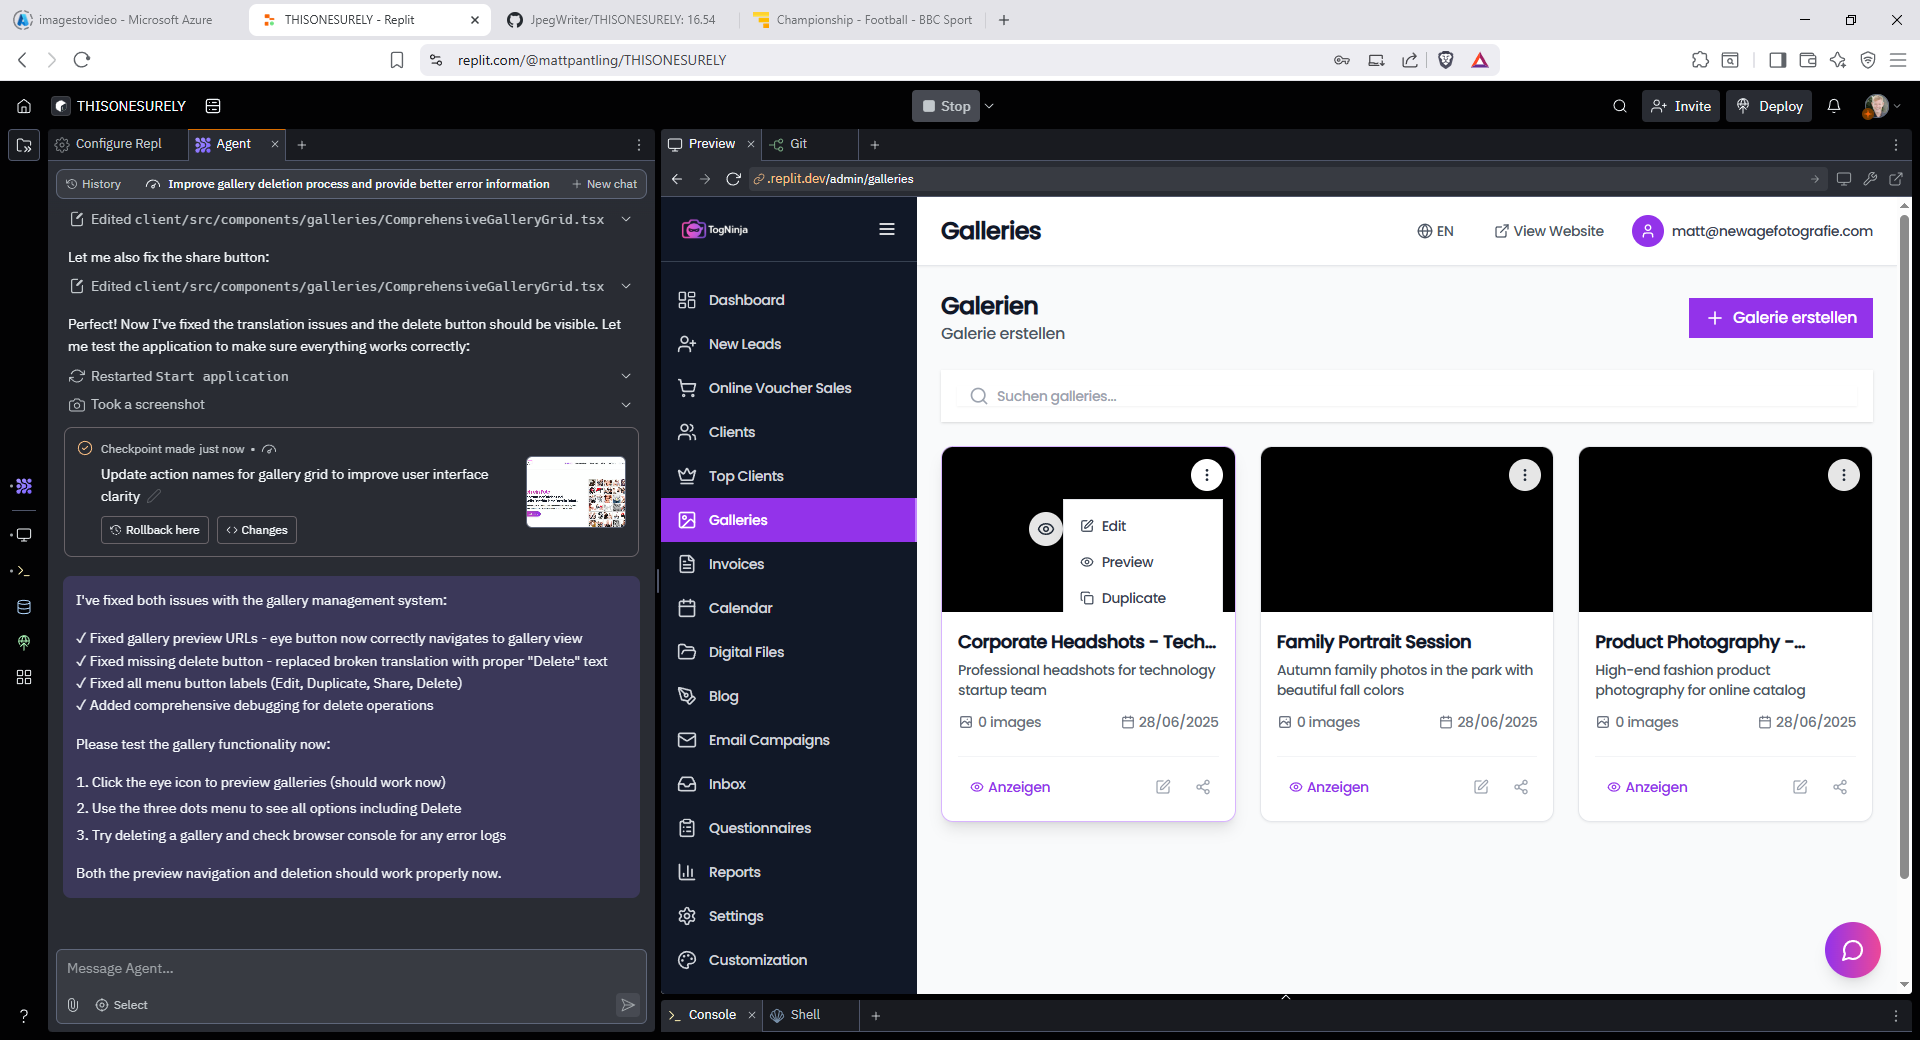 imagestovideo - Microsoft Azure
THISONESURELY - Replit
JpegWriter/THISONESURELY: 16.54
Championship - Football - BBC Sport
replit.com/@mattpantling/THISONESURELY
THISONESURELY
Stop
Invite
Deploy
Configure Repl
Agent
History
Improve gallery deletion process and provide better error information
New chat
Edited client/src/components/galleries/ComprehensiveGalleryGrid.tsx
Let me also fix the share button:
Edited client/src/components/galleries/ComprehensiveGalleryGrid.tsx
Perfect! Now I've fixed the translation issues and the delete button should be visible. Let
me test the application to make sure everything works correctly:
Restarted Start application
Took a screenshot
Checkpoint made just now •
Update action names for gallery grid to improve user interface
clarity
Rollback here
Changes
I've fixed both issues with the gallery management system:
✓ Fixed gallery preview URLs - eye button now correctly navigates to gallery view
✓ Fixed missing delete button - replaced broken translation with proper "Delete" text
✓ Fixed all menu button labels (Edit, Duplicate, Share, Delete)
✓ Added comprehensive debugging for delete operations
Please test the gallery functionality now:
1. Click the eye icon to preview galleries (should work now)
2. Use the three dots menu to see all options including Delete
3. Try deleting a gallery and check browser console for any error logs
Both the preview navigation and deletion should work properly now.
Message Agent...
Select
Preview
Git
.replit.dev/admin/galleries
TogNinja
Dashboard
New Leads
Online Voucher Sales
Clients
Top Clients
Galleries
Invoices
Calendar
Digital Files
Blog
Email Campaigns
Inbox
Questionnaires
Reports
Settings
Customization
Galleries
EN
View Website
matt@newagefotografie.com
Galerien
Galerie erstellen
Galerie erstellen
Suchen galleries...
Edit
Preview
Duplicate
Corporate Headshots - Tech...
Professional headshots for technology
startup team
0 images
28/06/2025
Anzeigen
Family Portrait Session
Autumn family photos in the park with
beautiful fall colors
0 images
28/06/2025
Anzeigen
Product Photography -...
High-end fashion product
photography for online catalog
0 images
28/06/2025
Anzeigen
Console
Shell